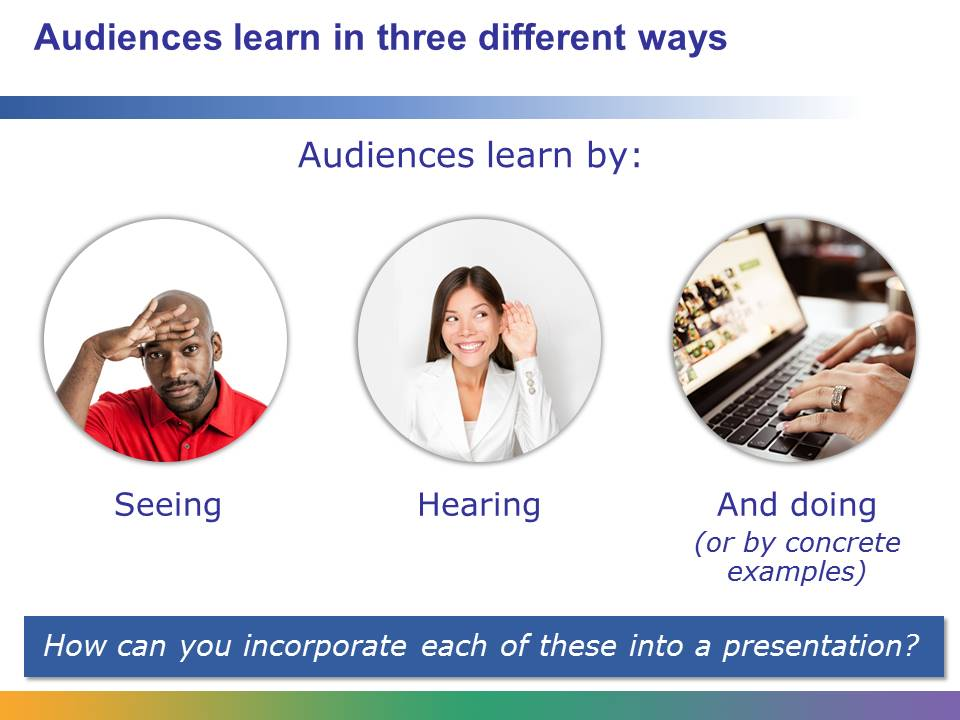 Audiences learn in three different ways
Audiences learn by:
Seeing
Hearing
And doing
(or by concrete
examples)
How can you incorporate each of these into a presentation?